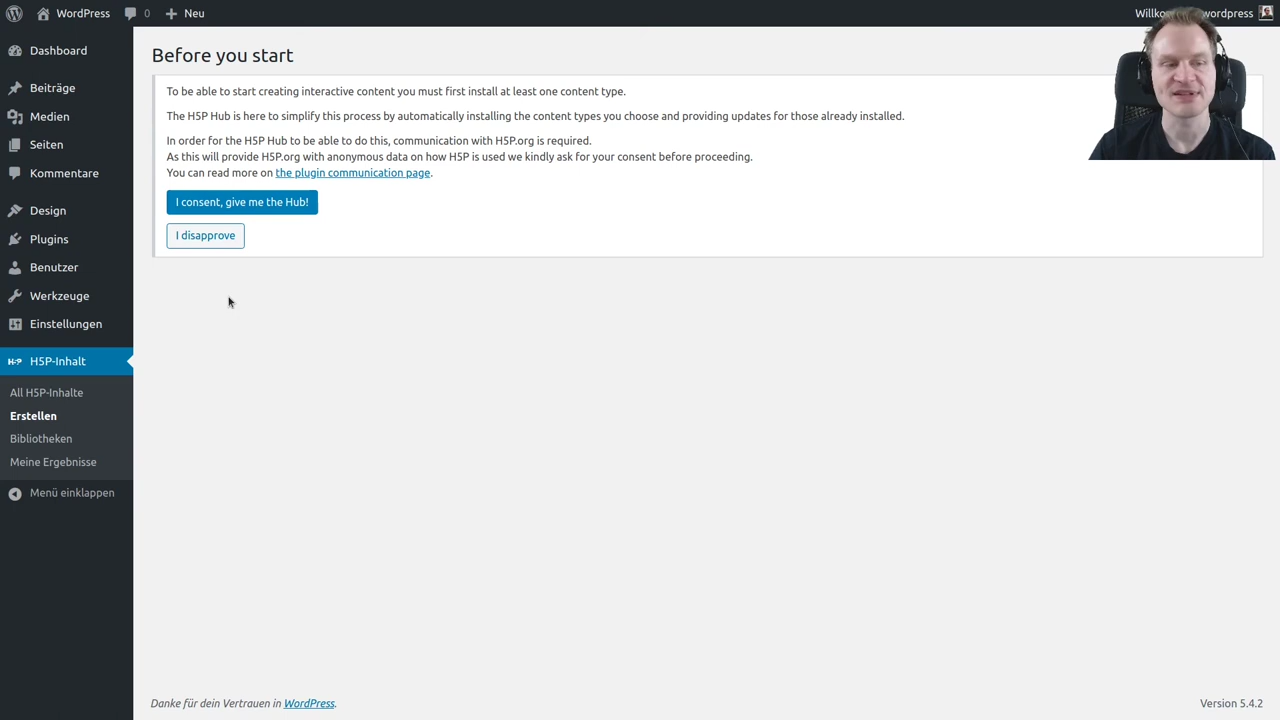 WordPress 0 Neu
Willko wordpress
Dashboard
Beiträge
Medien
Seiten
Kommentare
Design
Plugins
Benutzer
Werkzeuge
Einstellungen
H5P H5P-Inhalt
All H5P-Inhalte
Erstellen
Bibliotheken
Meine Ergebnisse
Menü einklappen
Before you start
To be able to start creating interactive content you must first install at least one content type.
The H5P Hub is here to simplify this process by automatically installing the content types you choose and providing updates for those already installed.
In order for the H5P Hub to be able to do this, communication with H5P.org is required.
As this will provide H5P.org with anonymous data on how H5P is used we kindly ask for your consent before proceeding.
You can read more on the plugin communication page.
I consent, give me the Hub!
I disapprove
Danke für dein Vertrauen in WordPress.
Version 5.4.2